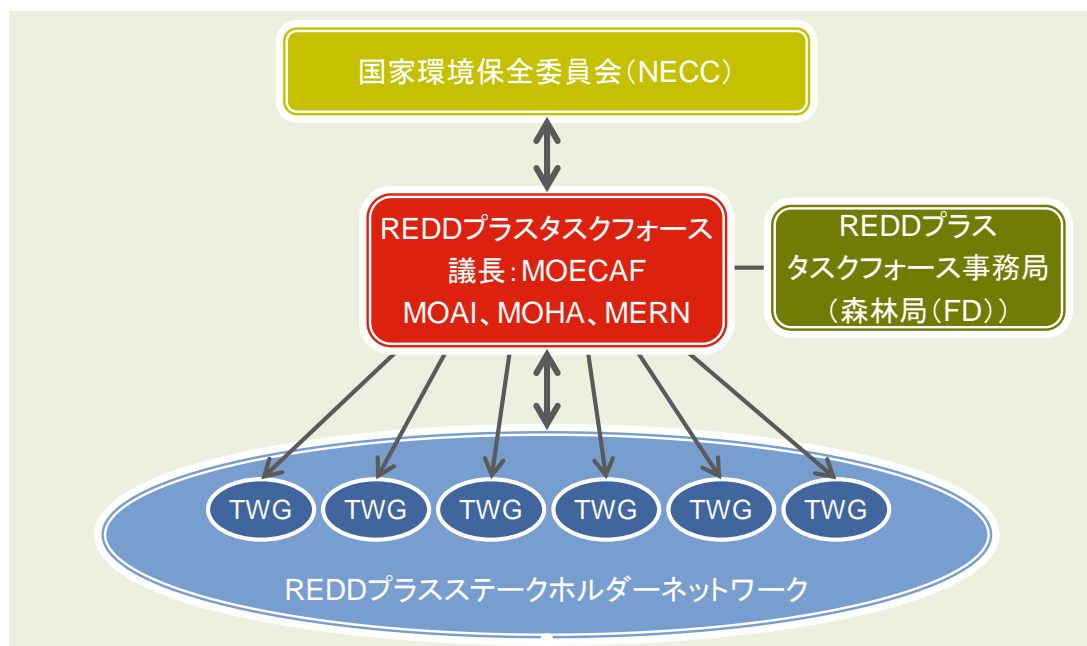 国家環境保全委員会(NECC)
REDDプラスタスクフォース
議長:MOECAF
MOAI、MOHA、MERN
REDDプラス
タスクフォース事務局
(森林局(FD))
TWG
TWG
TWG
TWG
TWG
TWG
REDDプラスステークホルダーネットワーク